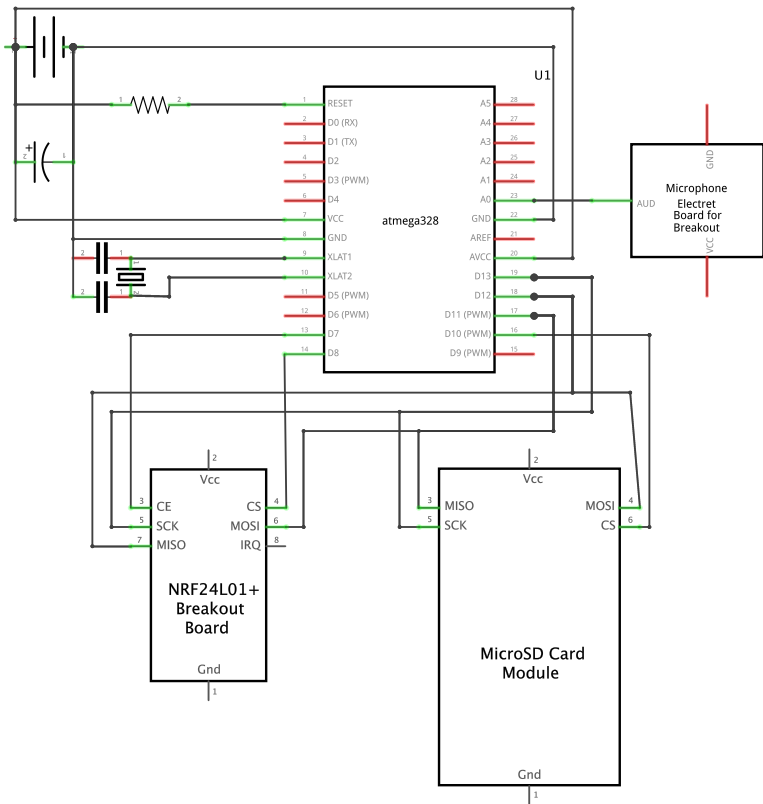 U1
1
2
+
2
1
2
1
1
2
1
2
atmega328
1 RESET
2 D0 (RX)
3 D1 (TX)
4 D2
5 D3 (PWM)
6 D4
7 VCC
8 GND
9 XLAT1
10 XLAT2
11 D5 (PWM)
12 D6 (PWM)
13 D7
14 D8
A5 28
A4 27
A3 26
A2 25
A1 24
A0 23
GND 22
AREF 21
AVCC 20
D13 19
D12 18
D11 (PWM) 17
D10 (PWM) 16
D9 (PWM) 15
GND
Microphone
Electret
Board for
Breakout
AUD
VCC
2
Vcc
3 CE
5 SCK
7 MISO
CS 4
MOSI 6
IRQ 8
NRF24L01+
Breakout
Board
Gnd
1
2
Vcc
3 MISO
5 SCK
MOSI 4
CS 6
MicroSD Card
Module
Gnd
1